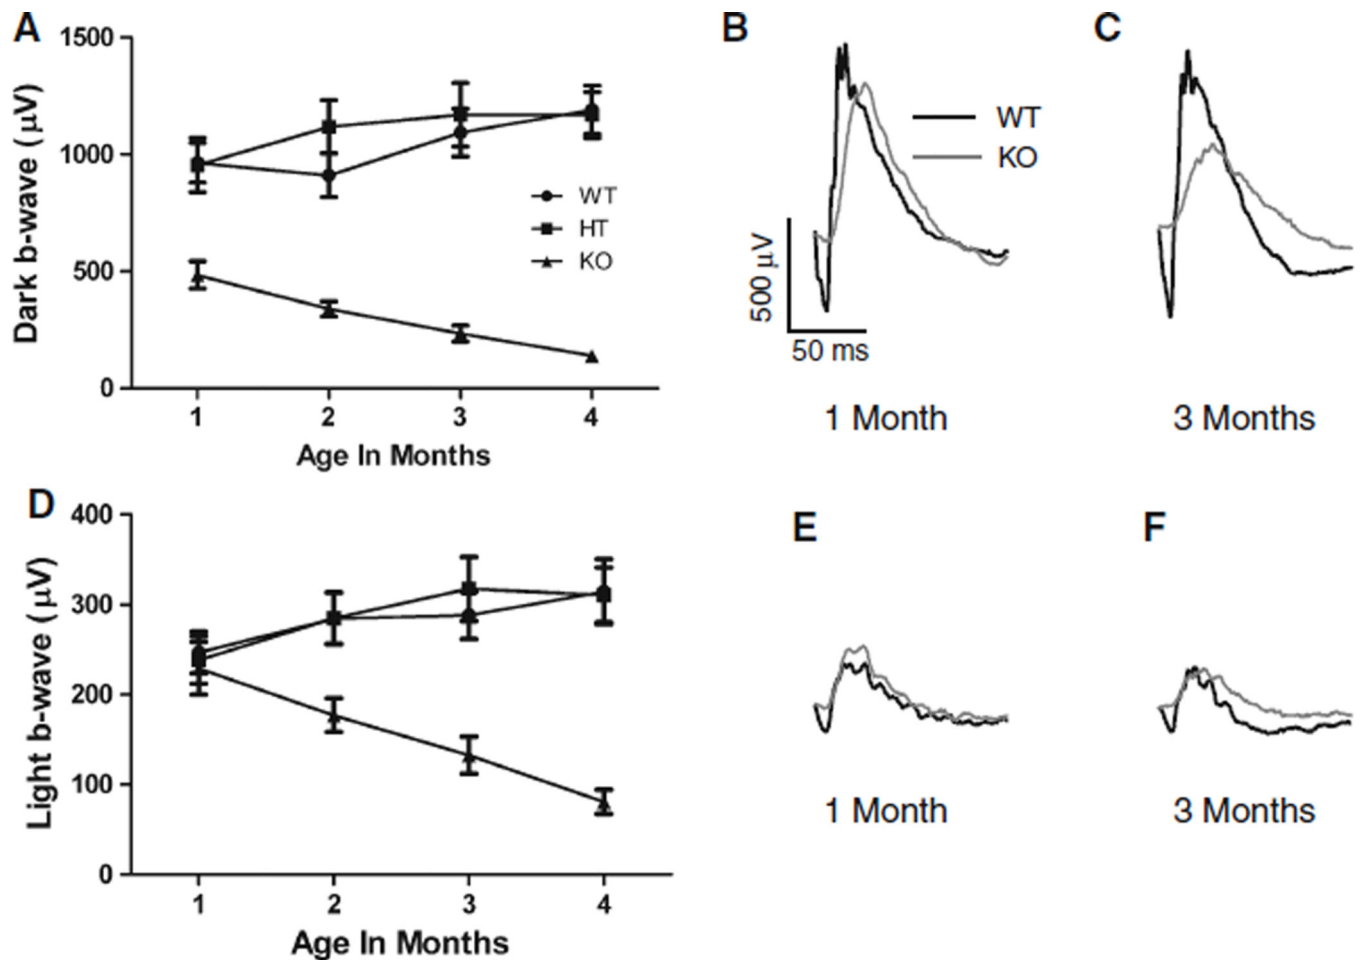 A
1500
1000
500
0
Dark b-wave (μV)
WT
HT
KO
1 2 3 4
Age In Months
B
WT
KO
500 μV
50 ms
1 Month
C
3 Months
D
400
300
200
100
0
Light b-wave (μV)
1 2 3 4
Age In Months
E
1 Month
F
3 Months